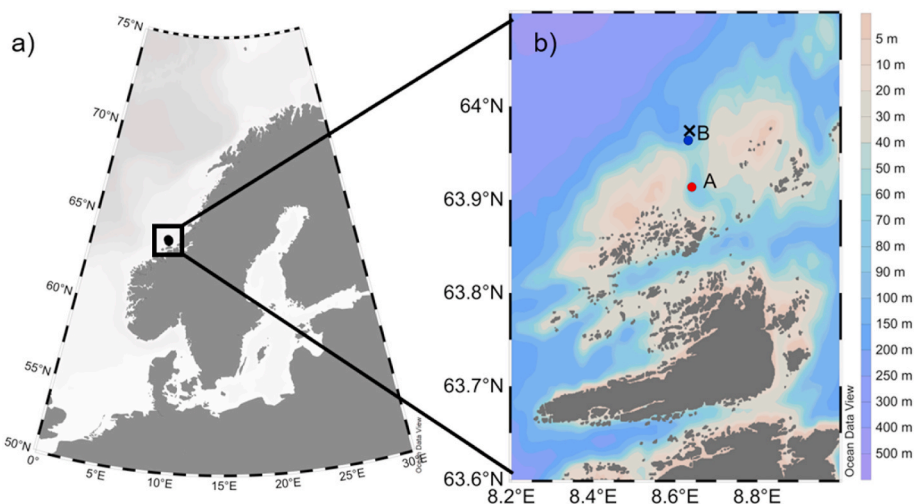 a)
75°N
70°N
65°N
60°N
55°N
50°N
0°
5°E
10°E
15°E
20°E
25°E
30°E
Ocean Data View
b)
64°N
63.9°N
63.8°N
63.7°N
63.6°N
8.2°E
8.4°E
8.6°E
8.8°E
×B
A
Ocean Data View
5 m
10 m
20 m
30 m
40 m
50 m
60 m
70 m
80 m
90 m
100 m
150 m
200 m
250 m
300 m
400 m
500 m